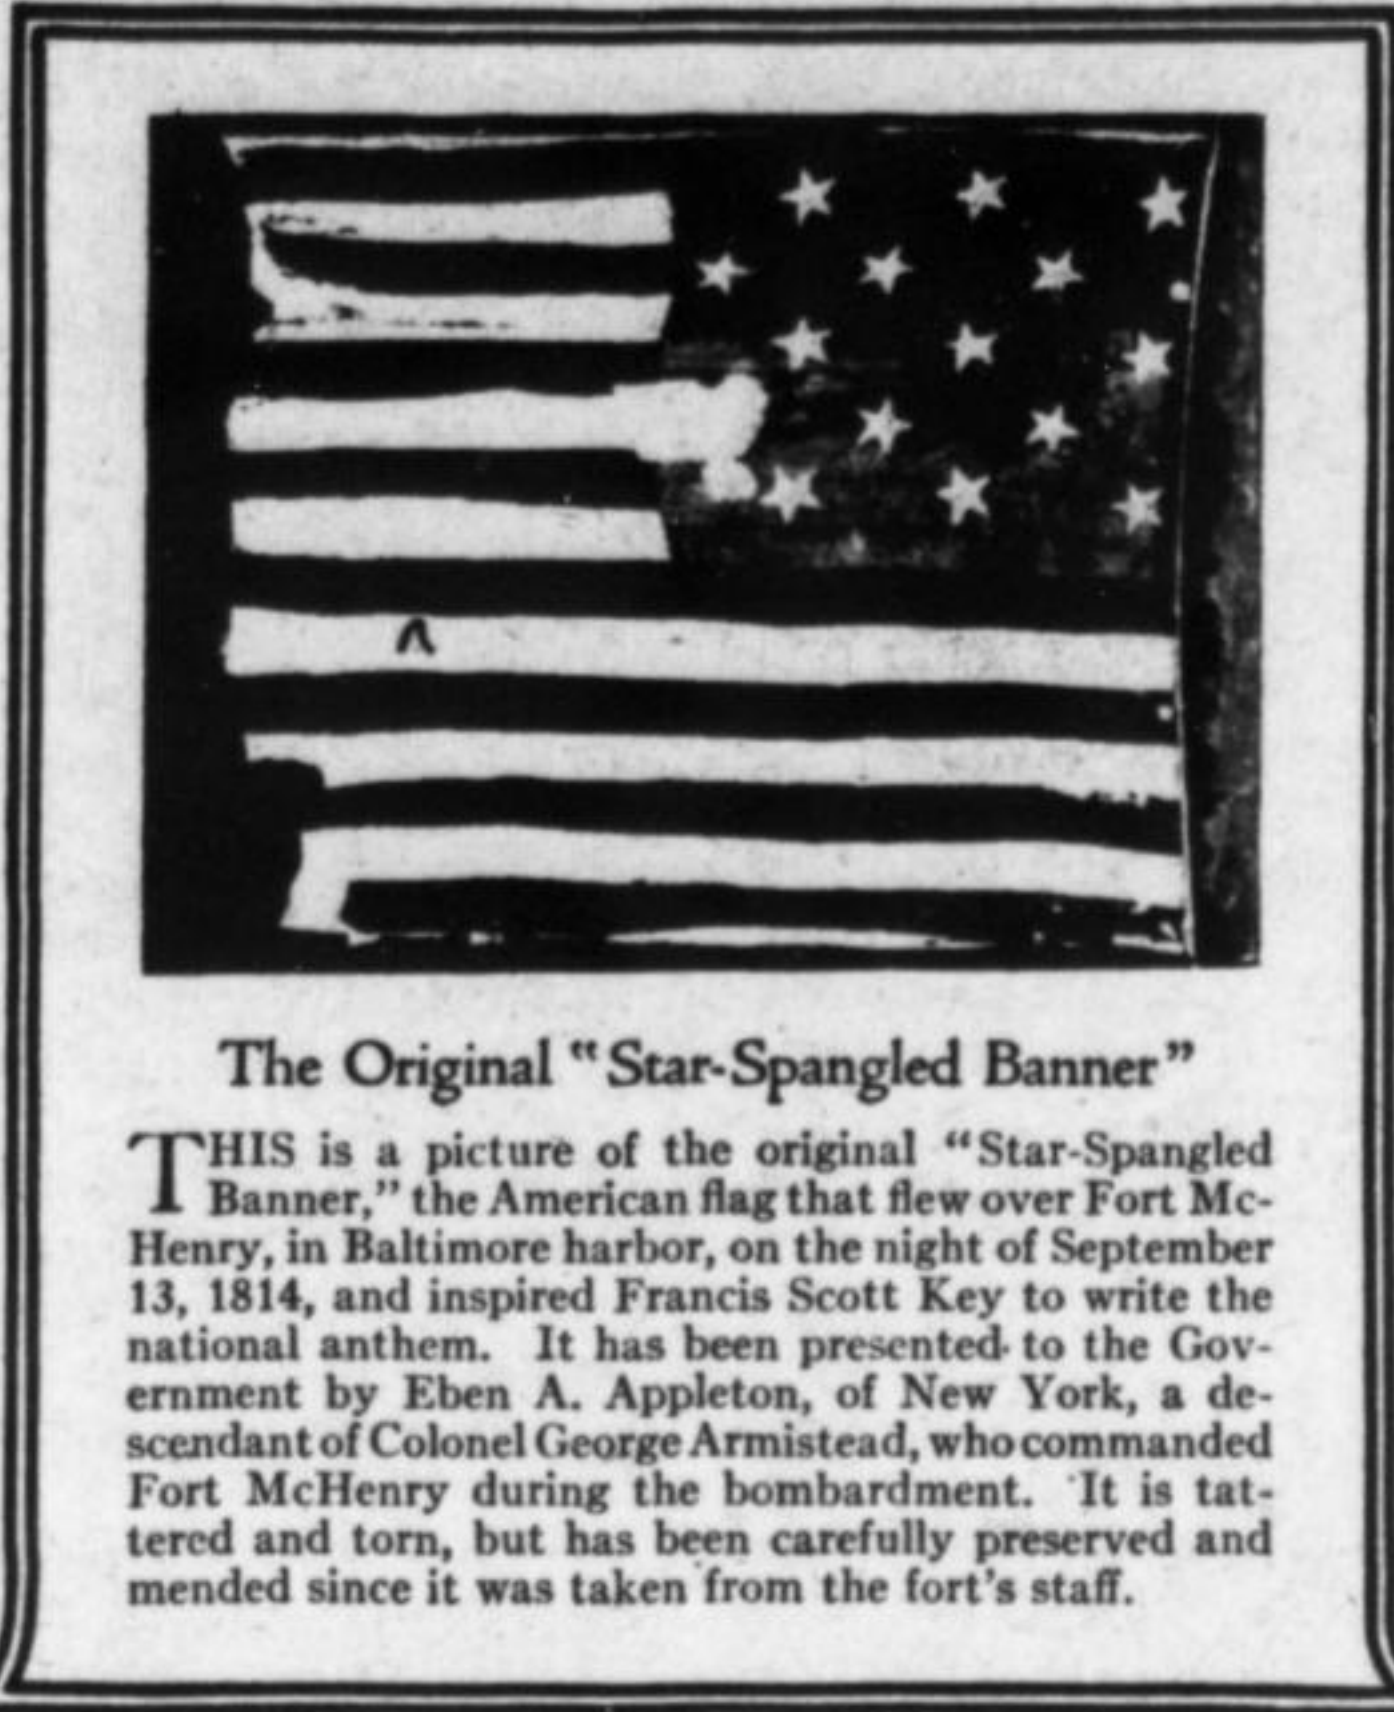 The Original "Star-Spangled Banner"
THIS is a picture of the original "Star-Spangled
Banner," the American flag that flew over Fort Mc-
Henry, in Baltimore harbor, on the night of September
13, 1814, and inspired Francis Scott Key to write the
national anthem. It has been presented to the Gov-
ernment by Eben A. Appleton, of New York, a de-
scendant of Colonel George Armistead, who commanded
Fort McHenry during the bombardment. It is tat-
tered and torn, but has been carefully preserved and
mended since it was taken from the fort's staff.